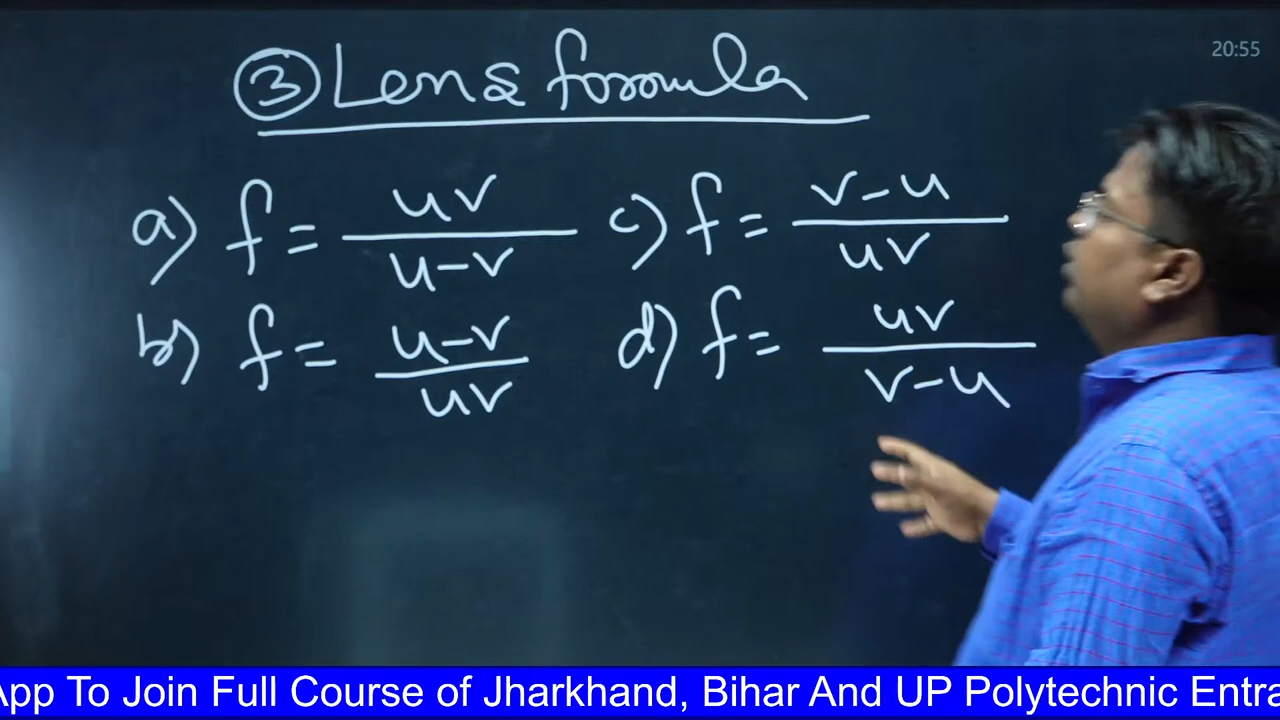 20:55
③ Lens formula
a) f = uv / u-v c) f = v-u / uv
b) f = u-v / uv d) f = uv / v-u
App To Join Full Course of Jharkhand, Bihar And UP Polytechnic